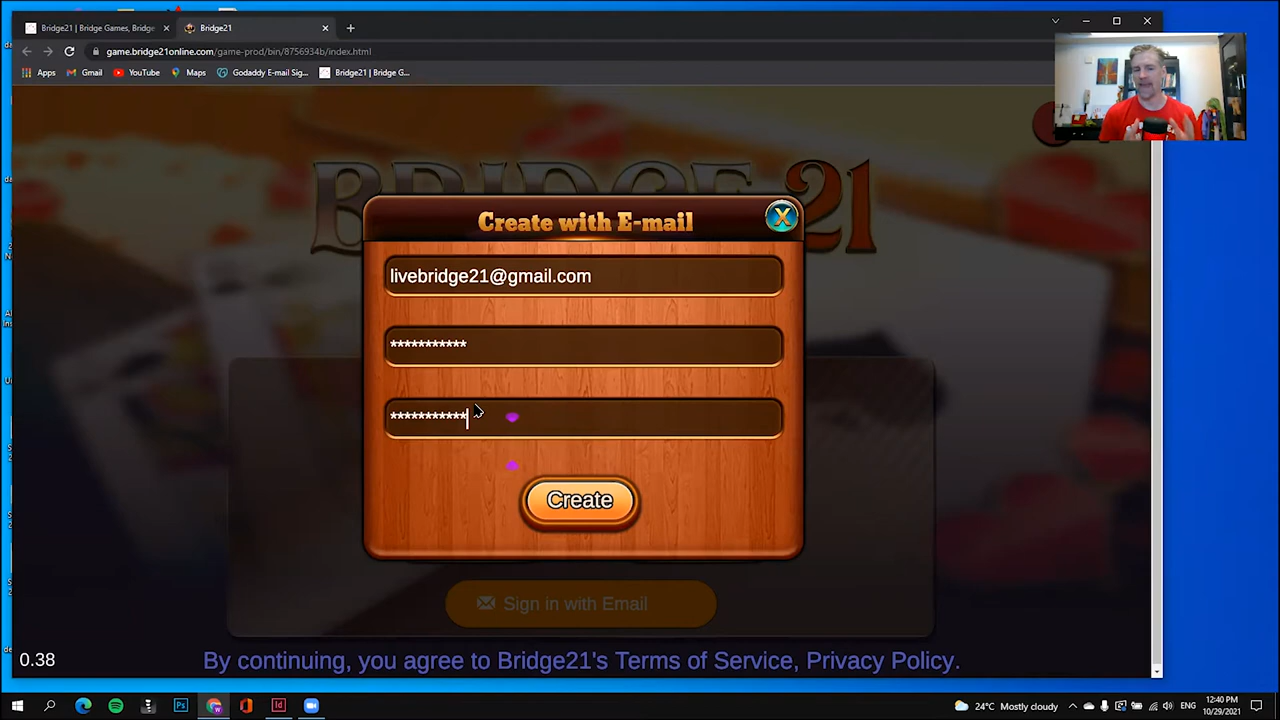 Bridge21 | Bridge Games, Bridge
Bridge21
game.bridge21online.com/game-prod/bin/8756934b/index.html
Apps
Gmail
YouTube
Maps
Godaddy E-mail Sig...
Bridge21 | Bridge G...
BRIDGE 21
Create with E-mail
X
livebridge21@gmail.com
***********
***********
Create
Sign in with Email
0.38
By continuing, you agree to Bridge21's Terms of Service, Privacy Policy.
24°C Mostly cloudy
ENG
12:40 PM
10/29/2021